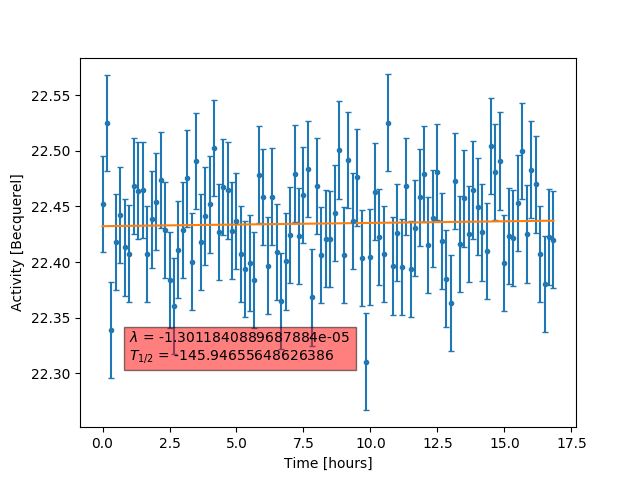 22.55
22.50
22.45
22.40
22.35
22.30
Activity [Becquerel]
λ = -1.3011840889687884e-05
T1/2 = -145.94655648626386
0.0 2.5 5.0 7.5 10.0 12.5 15.0 17.5
Time [hours]